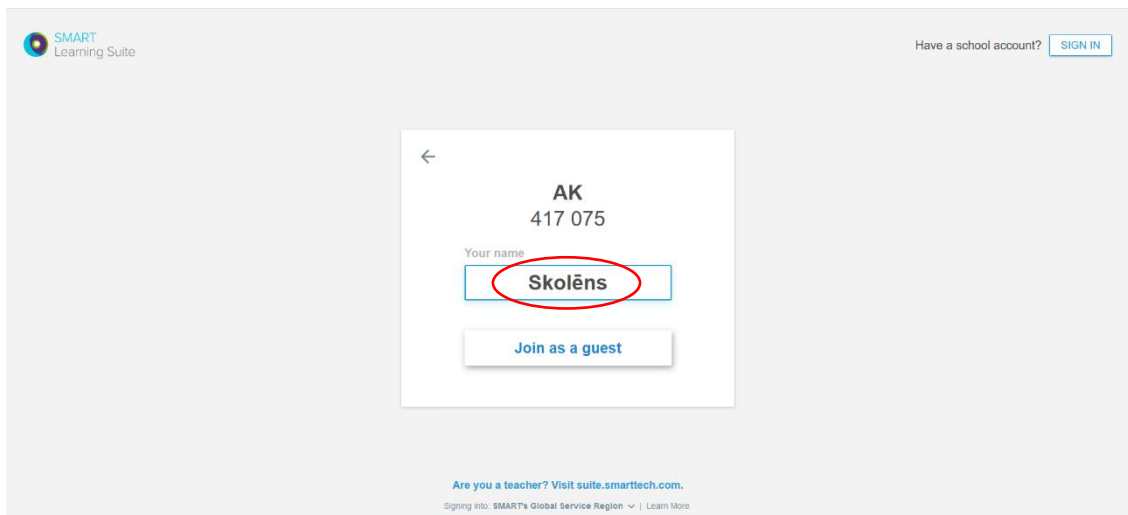 SMART
Learning Suite
Have a school account? SIGN IN
AK
417 075
Your name
Skolēns
Join as a guest
Are you a teacher? Visit suite.smarttech.com.
Signing into: SMART's Global Service Region | Learn More